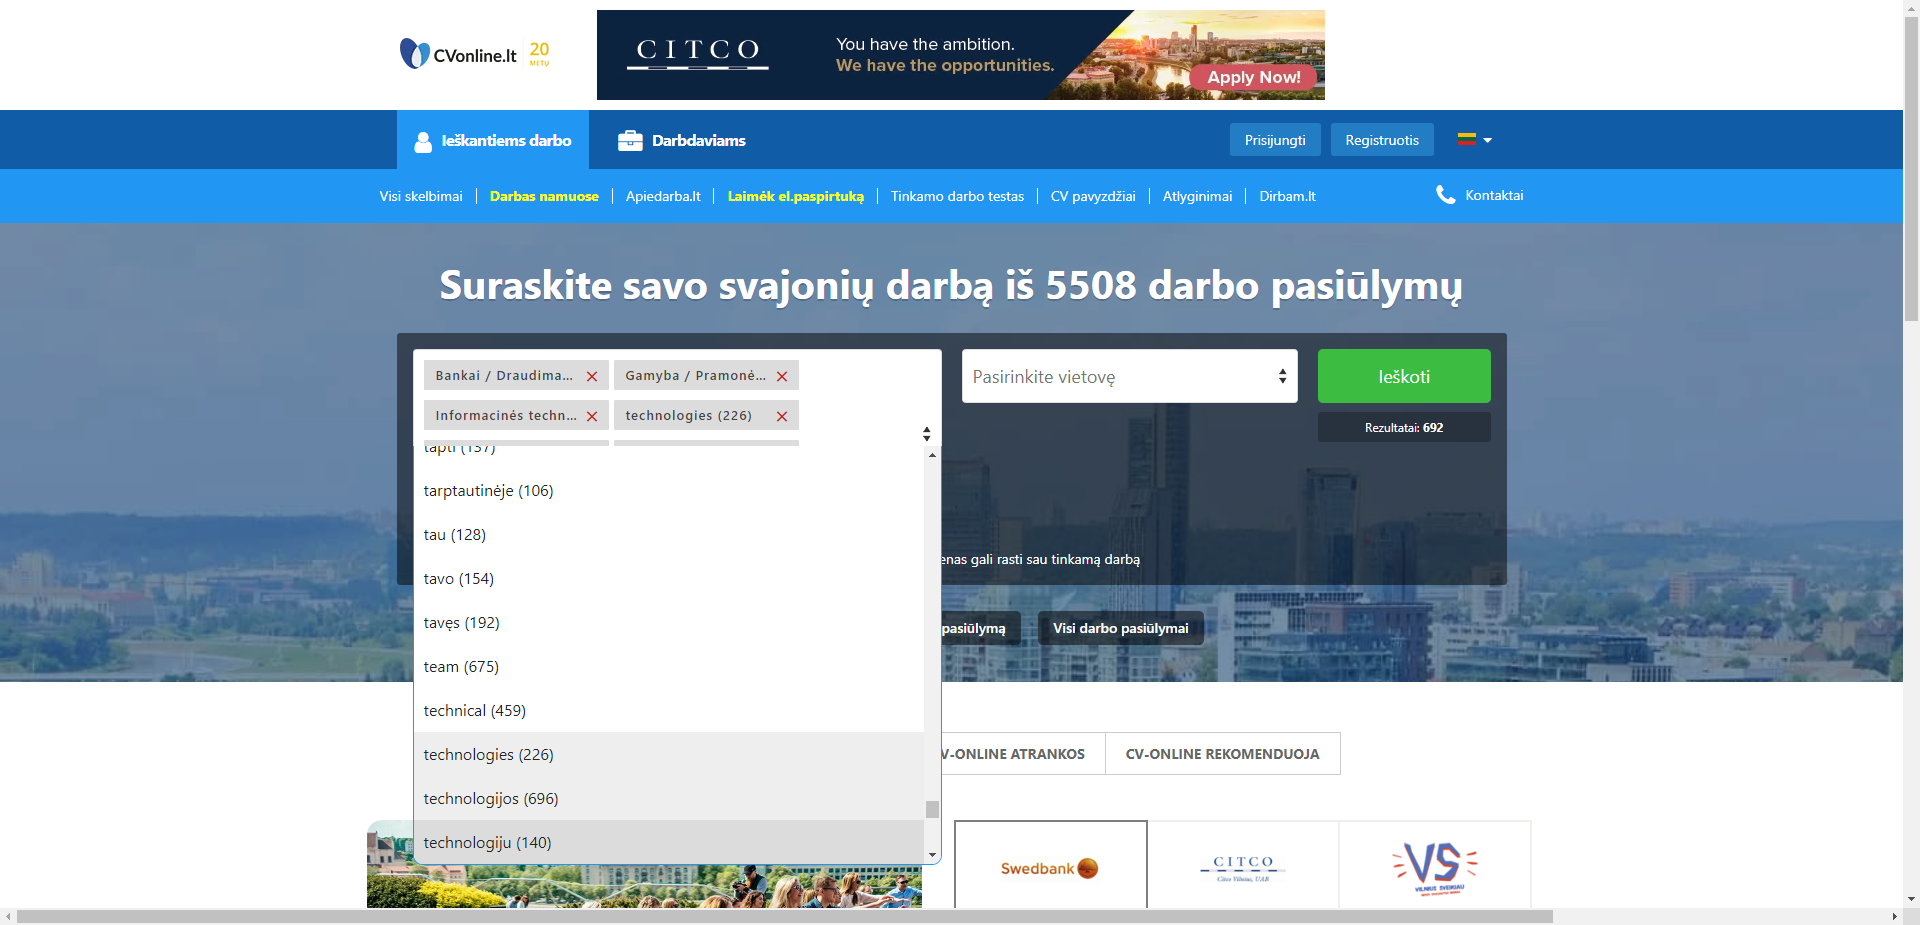 CVonline.lt
20
METŲ
CITCO
You have the ambition.
We have the opportunities.
Apply Now!
Ieškantiems darbo
Darbdaviams
Prisijungti
Registruotis
Visi skelbimai
Darbas namuose
Apiedarba.lt
Laimėk el.paspirtuką
Tinkamo darbo testas
CV pavyzdžiai
Atlyginimai
Dirbam.lt
Kontaktai
Suraskite savo svajonių darbą iš 5508 darbo pasiūlymų
Bankai / Draudima...
Gamyba / Pramonė...
Informacinės techn...
technologies (226)
Pasirinkite vietovę
Ieškoti
Rezultatai: 692
tapti (137)
tarptautinėje (106)
tau (128)
tavo (154)
tavęs (192)
team (675)
technical (459)
technologies (226)
technologijos (696)
technologiju (140)
enas gali rasti sau tinkamą darbą
pasiūlymą
Visi darbo pasiūlymai
V-ONLINE ATRANKOS
CV-ONLINE REKOMENDUOJA
Swedbank
CITCO
Citco Vilnius, UAB
VS
VILNIUS SVEIKIAU